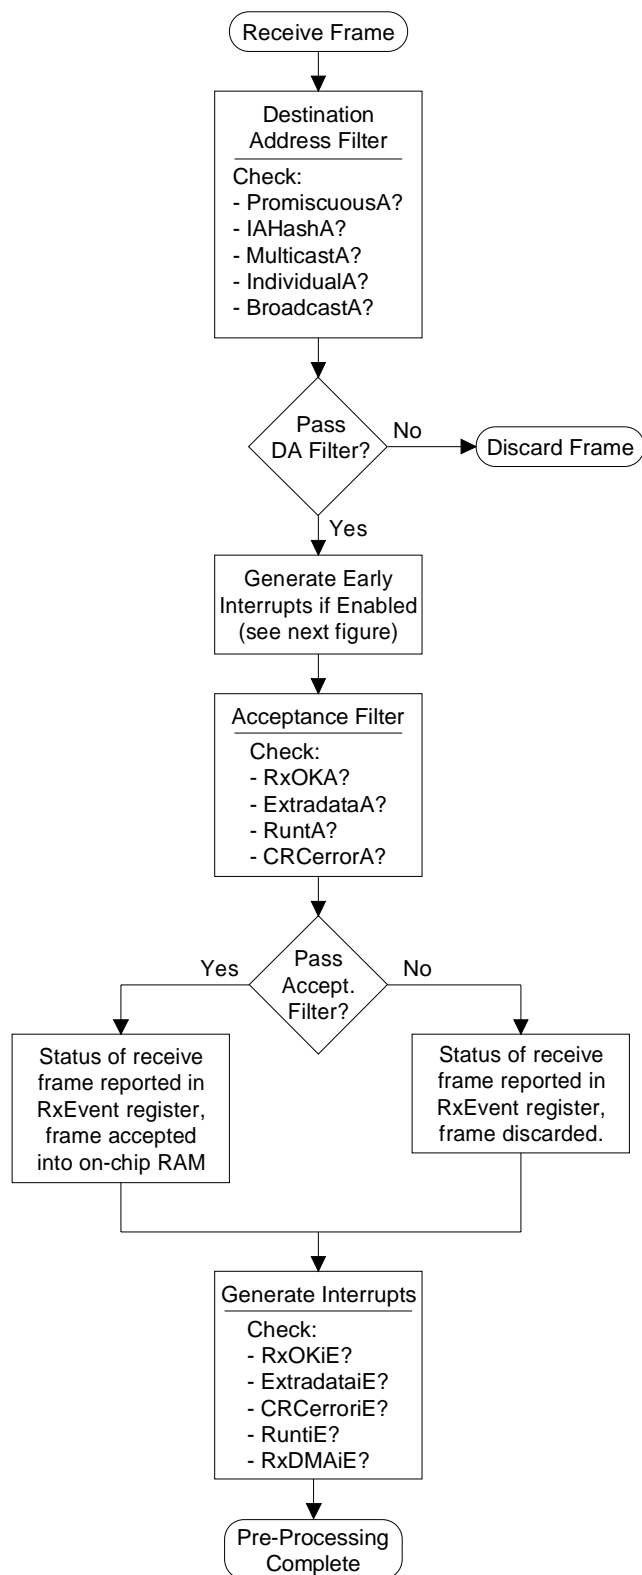 Receive Frame
Destination
Address Filter
Check:
- PromiscuousA?
- IAHashA?
- MulticastA?
- IndividualA?
- BroadcastA?
Pass
DA Filter?
No
Discard Frame
Yes
Generate Early
Interrupts if Enabled
(see next figure)
Acceptance Filter
Check:
- RxOKA?
- ExtradataA?
- RuntA?
- CRCerrorA?
Yes
Pass
Accept.
Filter?
No
Status of receive
frame reported in
RxEvent register,
frame accepted
into on-chip RAM
Status of receive
frame reported in
RxEvent register,
frame discarded.
Generate Interrupts
Check:
- RxOKiE?
- ExtradataiE?
- CRCerroriE?
- RuntiE?
- RxDMAiE?
Pre-Processing
Complete